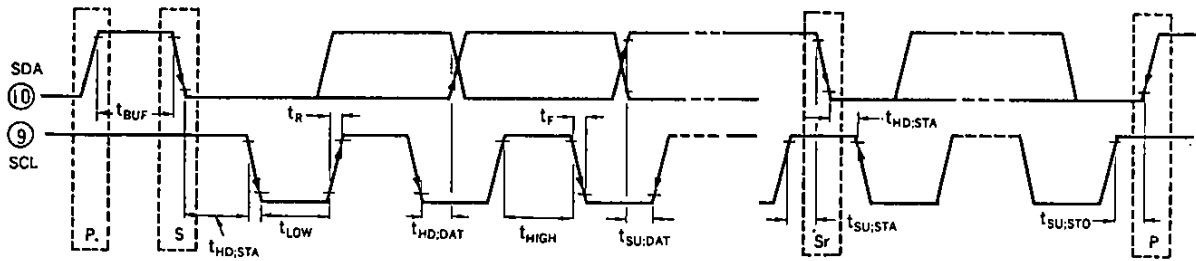 SDA
10
t_BUF
t_R
t_F
t_HD;STA
9
SCL
P.
S
t_HD;STA
t_LOW
t_HD;DAT
t_HIGH
t_SU;DAT
Sr
t_SU;STA
t_SU;STO
P